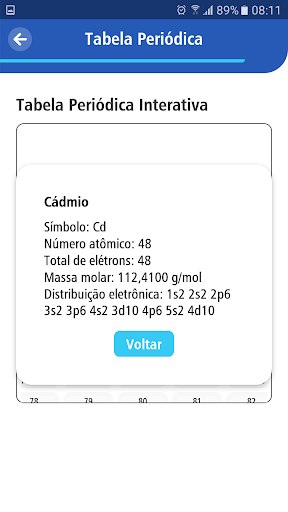 89% 08:11
Tabela Periódica
Tabela Periódica Interativa
Cádmio
Símbolo: Cd
Número atômico: 48
Total de elétrons: 48
Massa molar: 112,4100 g/mol
Distribuição eletrônica: 1s2 2s2 2p6
3s2 3p6 4s2 3d10 4p6 5s2 4d10
Voltar
78 79 80 81 82